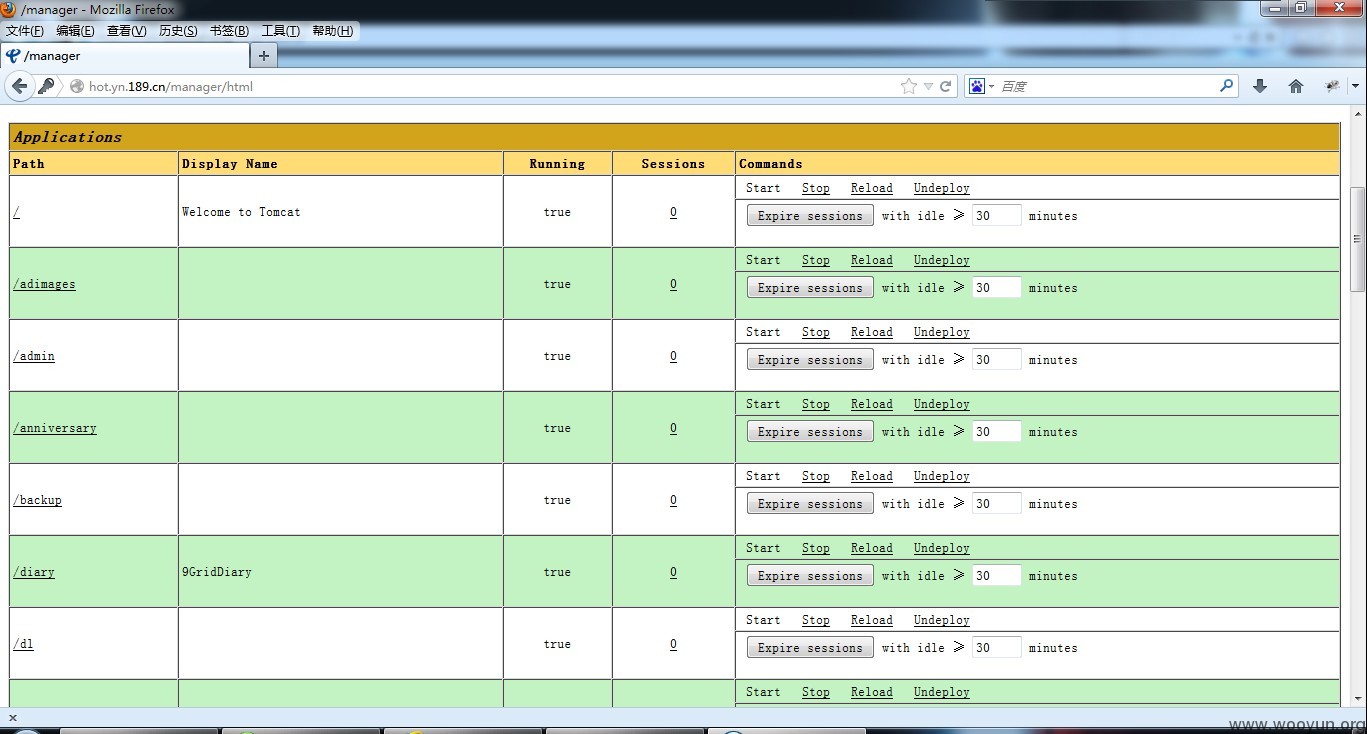 /manager - Mozilla Firefox
文件(F) 编辑(E) 查看(V) 历史(S) 书签(B) 工具(T) 帮助(H)
/manager +
hot.yn.189.cn/manager/html 百度
Applications
Path Display Name Running Sessions Commands
/ Welcome to Tomcat true 0 Start Stop Reload Undeploy
Expire sessions with idle ≥ 30 minutes
/adimages true 0 Start Stop Reload Undeploy
Expire sessions with idle ≥ 30 minutes
/admin true 0 Start Stop Reload Undeploy
Expire sessions with idle ≥ 30 minutes
/anniversary true 0 Start Stop Reload Undeploy
Expire sessions with idle ≥ 30 minutes
/backup true 0 Start Stop Reload Undeploy
Expire sessions with idle ≥ 30 minutes
/diary 9GridDiary true 0 Start Stop Reload Undeploy
Expire sessions with idle ≥ 30 minutes
/dl true 0 Start Stop Reload Undeploy
Expire sessions with idle ≥ 30 minutes
Start Stop Reload Undeploy
www.wooyun.org